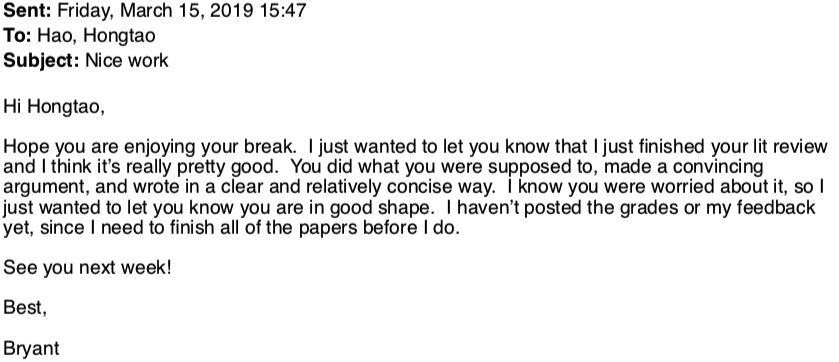 Sent: Friday, March 15, 2019 15:47
To: Hao, Hongtao
Subject: Nice work
Hi Hongtao,
Hope you are enjoying your break.  I just wanted to let you know that I just finished your lit review
and I think it’s really pretty good.  You did what you were supposed to, made a convincing
argument, and wrote in a clear and relatively concise way.  I know you were worried about it, so I
just wanted to let you know you are in good shape.  I haven’t posted the grades or my feedback
yet, since I need to finish all of the papers before I do.
See you next week!
Best,
Bryant